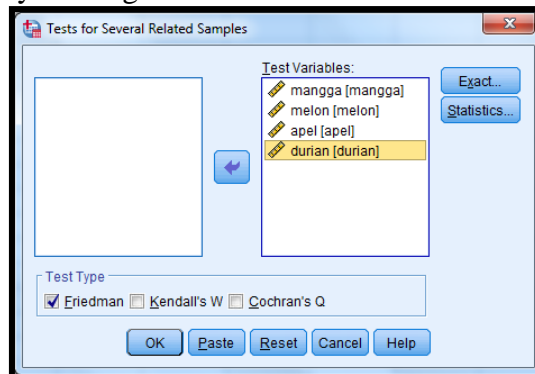 Tests for Several Related Samples
Test Variables:
mangga [mangga]
melon [melon]
apel [apel]
durian [durian]
Exact...
Statistics...
Test Type
Friedman Kendall's W Cochran's Q
OK Paste Reset Cancel Help